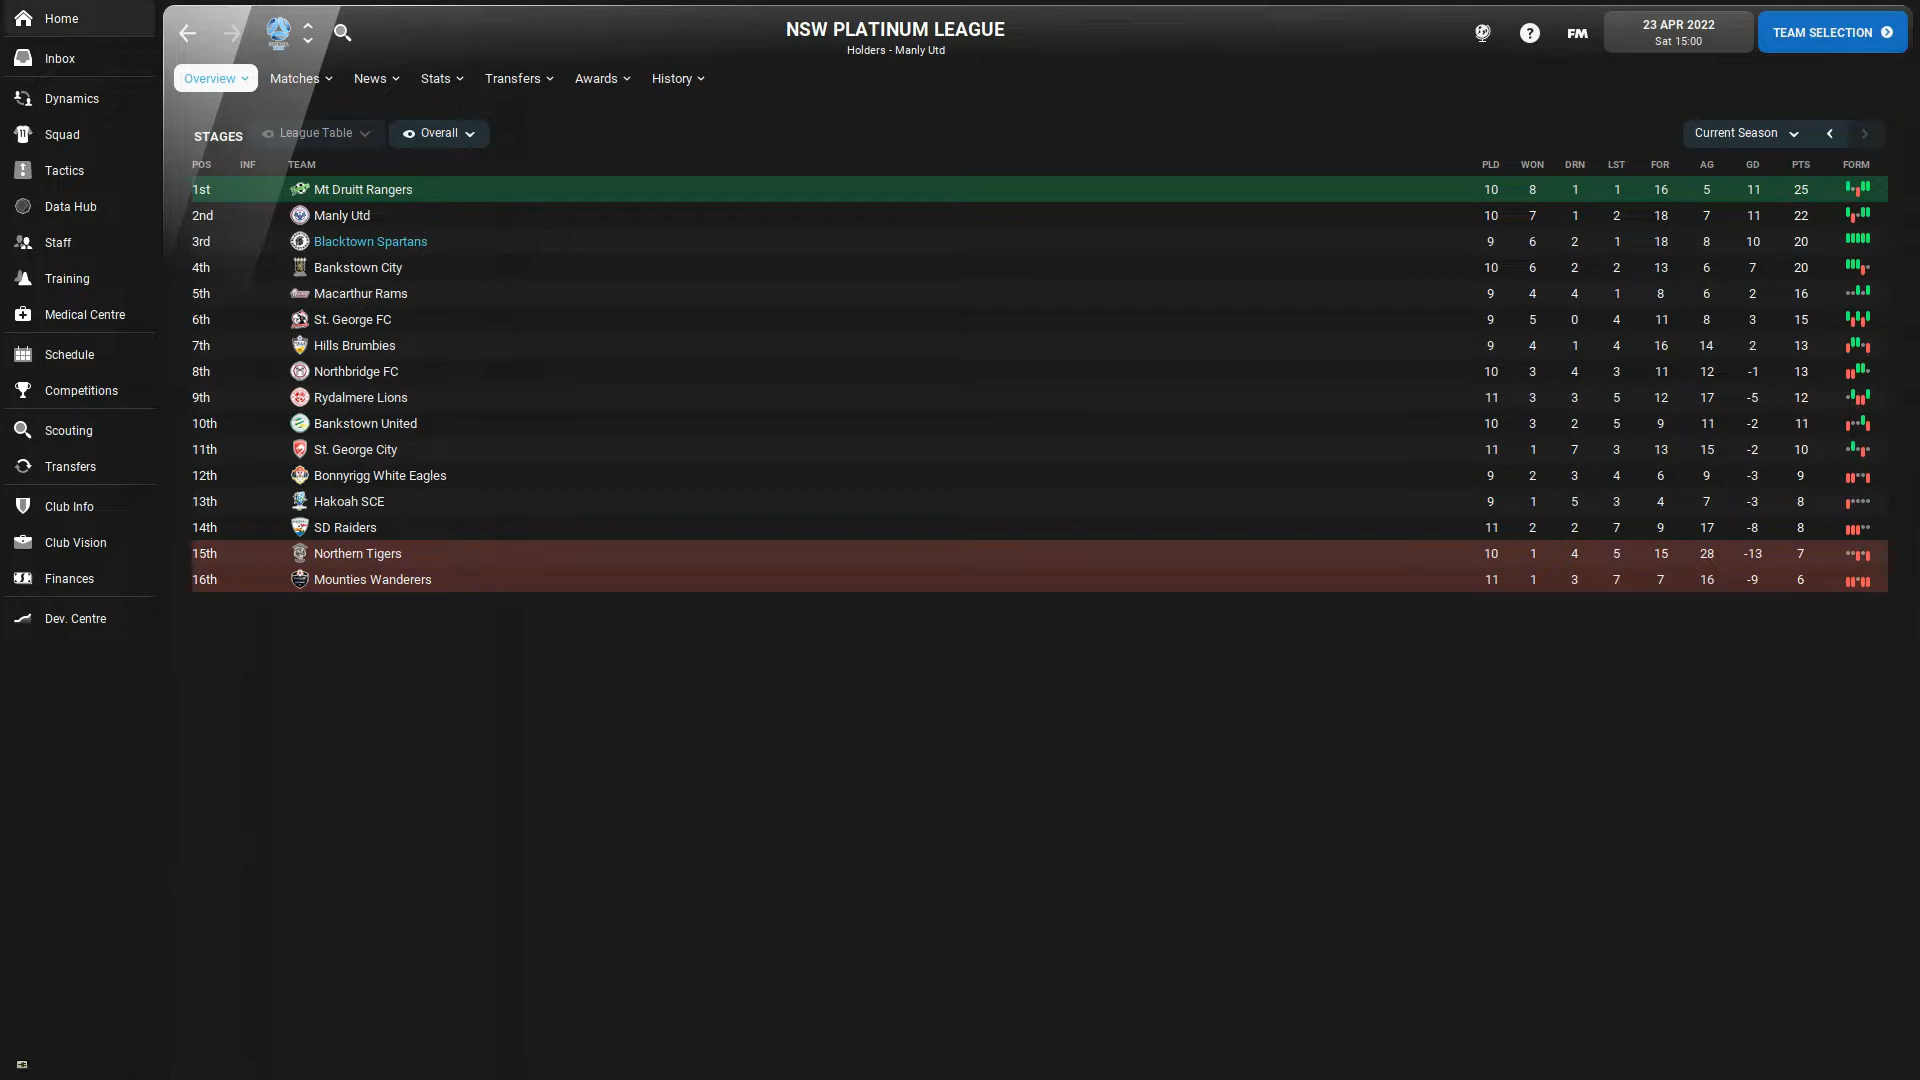 Home
Inbox
Dynamics
Squad
Tactics
Data Hub
Staff
Training
Medical Centre
Schedule
Competitions
Scouting
Transfers
Club Info
Club Vision
Finances
Dev. Centre
NSW PLATINUM LEAGUE
Holders - Manly Utd
?
FM
23 APR 2022
Sat 15:00
TEAM SELECTION
Overview Matches News Stats Transfers Awards History
STAGES League Table Overall Current Season
POS INF TEAM PLD WON DRN LST FOR AG GD PTS FORM
1st Mt Druitt Rangers 10 8 1 1 16 5 11 25
2nd Manly Utd 10 7 1 2 18 7 11 22
3rd Blacktown Spartans 9 6 2 1 18 8 10 20
4th Bankstown City 10 6 2 2 13 6 7 20
5th Macarthur Rams 9 4 4 1 8 6 2 16
6th St. George FC 9 5 0 4 11 8 3 15
7th Hills Brumbies 9 4 1 4 16 14 2 13
8th Northbridge FC 10 3 4 3 11 12 -1 13
9th Rydalmere Lions 11 3 3 5 12 17 -5 12
10th Bankstown United 10 3 2 5 9 11 -2 11
11th St. George City 11 1 7 3 13 15 -2 10
12th Bonnyrigg White Eagles 9 2 3 4 6 9 -3 9
13th Hakoah SCE 9 1 5 3 4 7 -3 8
14th SD Raiders 11 2 2 7 9 17 -8 8
15th Northern Tigers 10 1 4 5 15 28 -13 7
16th Mounties Wanderers 11 1 3 7 7 16 -9 6